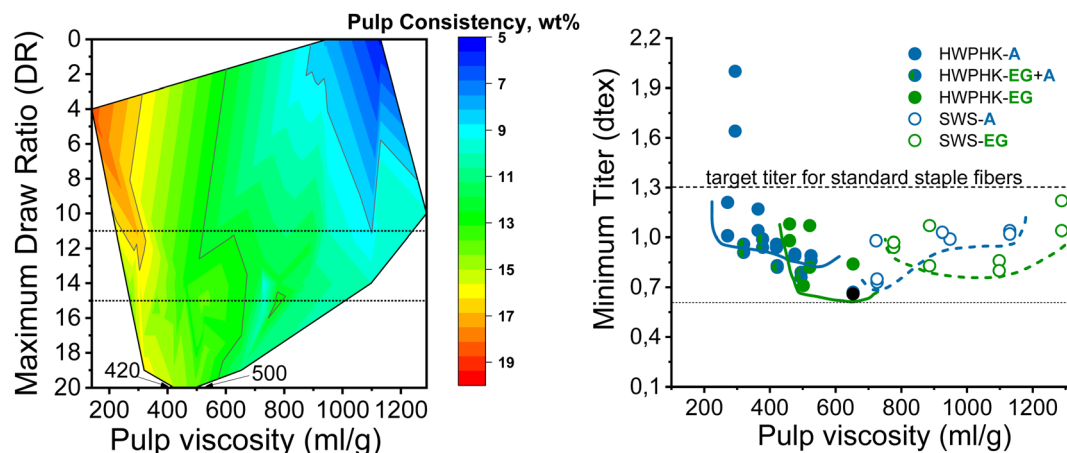 Pulp Consistency, wt%
Maximum Draw Ratio (DR)
0
2
4
6
8
10
12
14
16
18
20
420
500
200 400 600 800 1000 1200
Pulp viscosity (ml/g)
5
7
9
11
13
15
17
19
Minimum Titer (dtex)
2,2
1,9
1,6
1,3
1,0
0,7
0,4
0,1
HWPHK-A
HWPHK-EG+A
HWPHK-EG
SWS-A
SWS-EG
target titer for standard staple fibers
200 400 600 800 1000 1200
Pulp viscosity (ml/g)